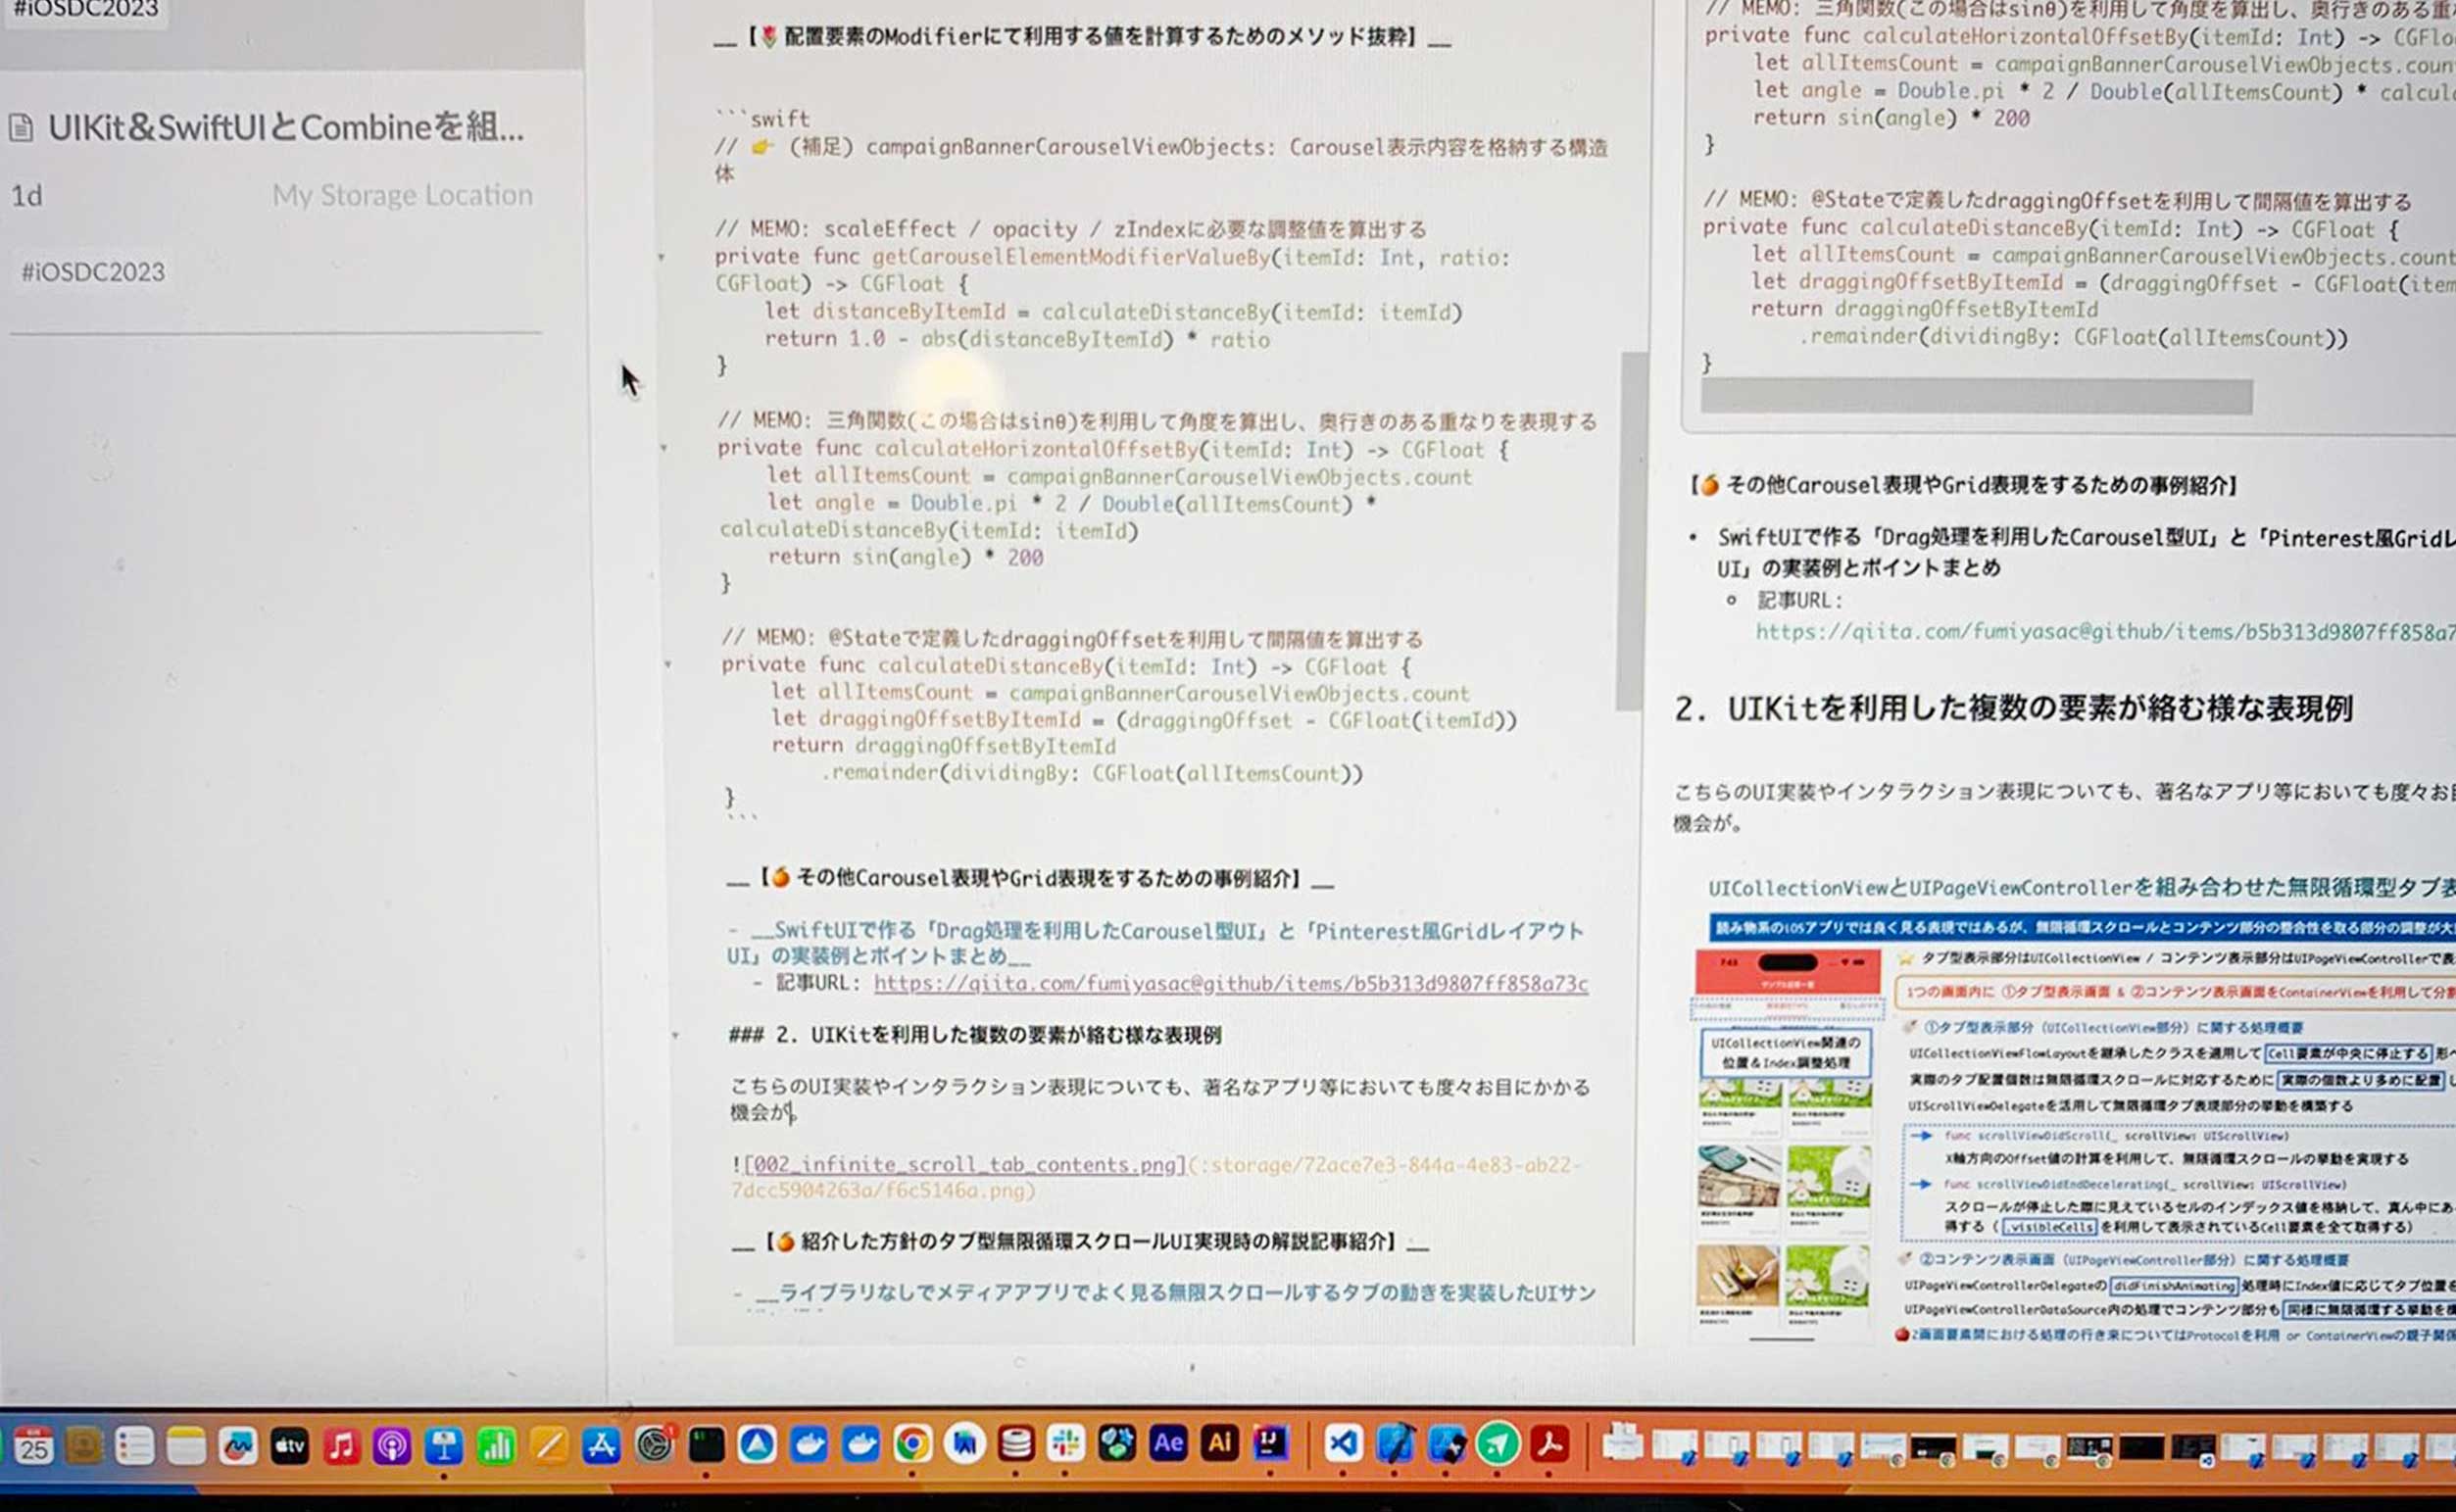 #iOSDC2023
UIKit&SwiftUIとCombineを組...
1d
My Storage Location
#iOSDC2023
__【🌷 配置要素のModifierにて利用する値を計算するためのメソッド抜粋】__
```swift
// 👉 (補足) campaignBannerCarouselViewObjects: Carousel表示内容を格納する構造
体
// MEMO: scaleEffect / opacity / zIndexに必要な調整値を算出する
private func getCarouselElementModifierValueBy(itemId: Int, ratio:
CGFloat) -> CGFloat {
let distanceByItemId = calculateDistanceBy(itemId: itemId)
return 1.0 - abs(distanceByItemId) * ratio
}
// MEMO: 三角関数(この場合はsinθ)を利用して角度を算出し、奥行きのある重なりを表現する
private func calculateHorizontalOffsetBy(itemId: Int) -> CGFloat {
let allItemsCount = campaignBannerCarouselViewObjects.count
let angle = Double.pi * 2 / Double(allItemsCount) *
calculateDistanceBy(itemId: itemId)
return sin(angle) * 200
}
// MEMO: @Stateで定義したdraggingOffsetを利用して間隔値を算出する
private func calculateDistanceBy(itemId: Int) -> CGFloat {
let allItemsCount = campaignBannerCarouselViewObjects.count
let draggingOffsetByItemId = (draggingOffset - CGFloat(itemId))
return draggingOffsetByItemId
.remainder(dividingBy: CGFloat(allItemsCount))
}
```
__【🍊 その他Carousel表現やGrid表現をするための事例紹介】__
- __SwiftUIで作る「Drag処理を利用したCarousel型UI」と「Pinterest風Gridレイアウト
UI」の実装例とポイントまとめ__
- 記事URL: https://qiita.com/fumiyasac@github/items/b5b313d9807ff858a73c
### 2. UIKitを利用した複数の要素が絡む様な表現例
こちらのUI実装やインタラクション表現についても、著名なアプリ等においても度々お目にかかる
機会が。
![002_infinite_scroll_tab_contents.png](:storage/72ace7e3-844a-4e83-ab22-
7dcc5904263a/f6c5146a.png)
__【🍊 紹介した方針のタブ型無限循環スクロールUI実現時の解説記事紹介】__
- __ライブラリなしでメディアアプリでよく見る無限スクロールするタブの動きを実装したUIサン
// MEMO: 三角関数(この場合はsinθ)を利用して角度を算出し、奥行きのある重
private func calculateHorizontalOffsetBy(itemId: Int) -> CGFlo
let allItemsCount = campaignBannerCarouselViewObjects.coun
let angle = Double.pi * 2 / Double(allItemsCount) * calcul
return sin(angle) * 200
}
// MEMO: @Stateで定義したdraggingOffsetを利用して間隔値を算出する
private func calculateDistanceBy(itemId: Int) -> CGFloat {
let allItemsCount = campaignBannerCarouselViewObjects.count
let draggingOffsetByItemId = (draggingOffset - CGFloat(item
return draggingOffsetByItemId
.remainder(dividingBy: CGFloat(allItemsCount))
}
【🍊 その他Carousel表現やGrid表現をするための事例紹介】
• SwiftUIで作る「Drag処理を利用したCarousel型UI」と「Pinterest風Gridレ
UI」の実装例とポイントまとめ
○ 記事URL:
https://qiita.com/fumiyasac@github/items/b5b313d9807ff858a7
2. UIKitを利用した複数の要素が絡む様な表現例
こちらのUI実装やインタラクション表現についても、著名なアプリ等においても度々お目
機会が。
UICollectionViewとUIPageViewControllerを組み合わせた無限循環型タブ表
読み物系のiOSアプリでは良く見る表現ではあるが、無限循環スクロールとコンテンツ部分の整合性を取る部分の調整が大
⭐ タブ型表示部分はUICollectionView / コンテンツ表示部分はUIPageViewControllerで表
1つの画面内に ①タブ型表示画面 & ②コンテンツ表示画面をContainerViewを利用して分割
UICollectionView関連の
位置&Index調整処理
①タブ型表示部分 (UICollectionView部分) に関する処理概要
UICollectionViewFlowLayoutを継承したクラスを適用して Cell要素が中央に停止する 形へ
実際のタブ配置個数は無限循環スクロールに対応するために 実際の個数より多めに配置 し
UIScrollViewDelegateを活用して無限循環タブ表現部分の挙動を構築する
func scrollViewDidScroll(_ scrollView: UIScrollView)
X軸方向のOffset値の計算を利用して、無限循環スクロールの挙動を実現する
func scrollViewDidEndDecelerating(_ scrollView: UIScrollView)
スクロールが停止した際に見えているセルのインデックス値を格納して、真ん中にあ
得する ( .visibleCells を利用して表示されているCell要素を全て取得する)
②コンテンツ表示画面 (UIPageViewController部分) に関する処理概要
UIPageViewControllerDelegateの didFinishAnimating 処理時にIndex値に応じてタブ位置を
UIPageViewControllerDataSource内の処理でコンテンツ部分も 同様に無限循環する挙動を構
2画面要素間における処理の行き来についてはProtocolを利用 or ContainerViewの親子関係
25
tv
Ae
Ai
IJ